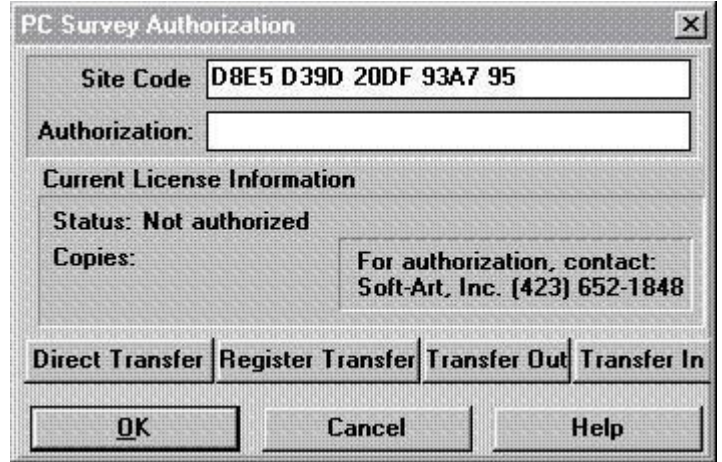 PC Survey Authorization
Site Code D8E5 D39D 20DF 93A7 95
Authorization:
Current License Information
Status: Not authorized
Copies:
For authorization, contact:
Soft-Art, Inc. (423) 652-1848
Direct Transfer Register Transfer Transfer Out Transfer In
OK Cancel Help